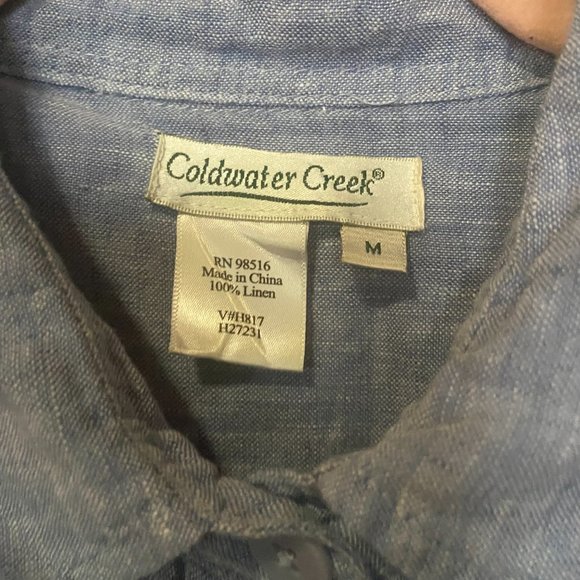 Coldwater Creek®
M
RN 98516
Made in China
100% Linen
V#H817
H27231